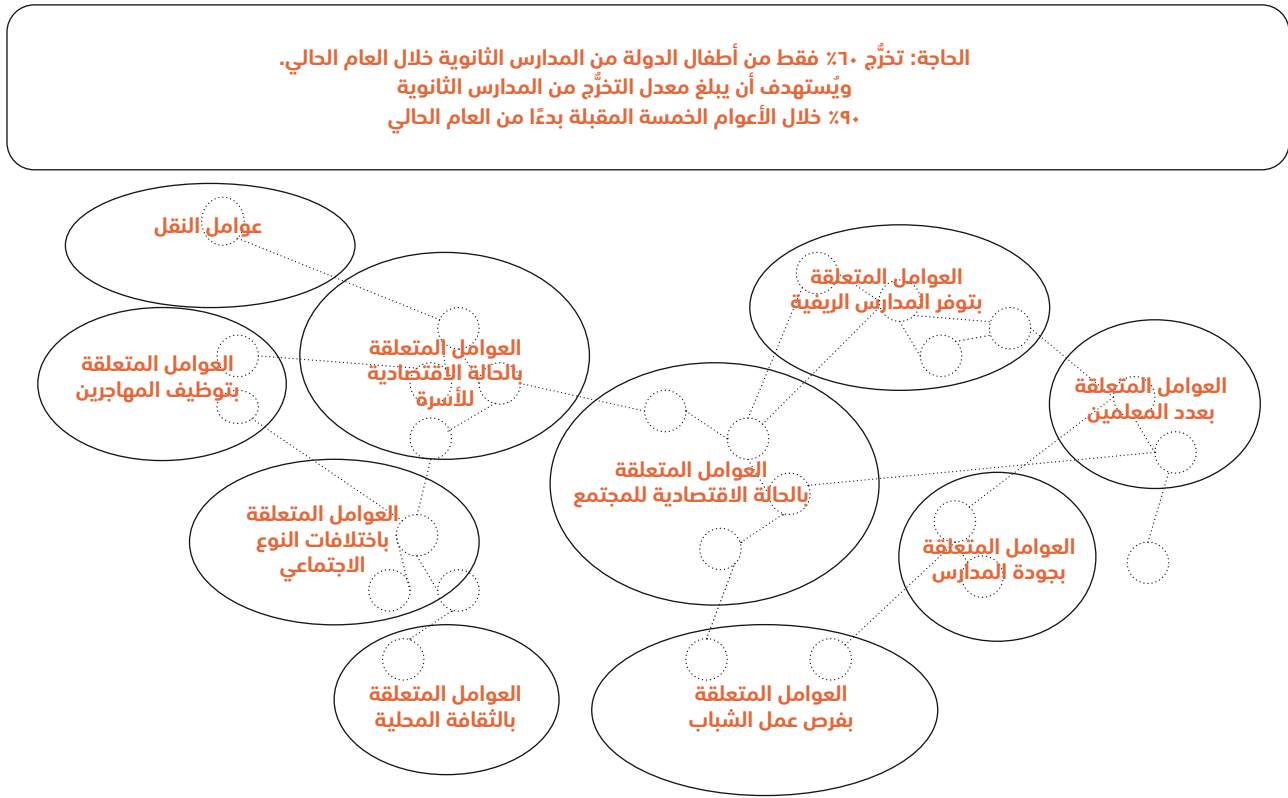 الحاجة: تخرُّج ٦٠٪ فقط من أطفال الدولة من المدارس الثانوية خلال العام الحالي.
ويُستهدف أن يبلغ معدل التخرُّج من المدارس الثانوية
٩٠٪ خلال الأعوام الخمسة المقبلة بدءًا من العام الحالي
العوامل المتعلقة
بتوفر المدارس الريفية
عوامل النقل
العوامل المتعلقة
بعدد المعلمين
العوامل المتعلقة
بالحالة الاقتصادية
للأسرة
العوامل المتعلقة
بتوظيف المهاجرين
العوامل المتعلقة
بالحالة الاقتصادية للمجتمع
العوامل المتعلقة
بجودة المدارس
العوامل المتعلقة
باختلافات النوع
الاجتماعي
العوامل المتعلقة
بفرص عمل الشباب
العوامل المتعلقة
بالثقافة المحلية